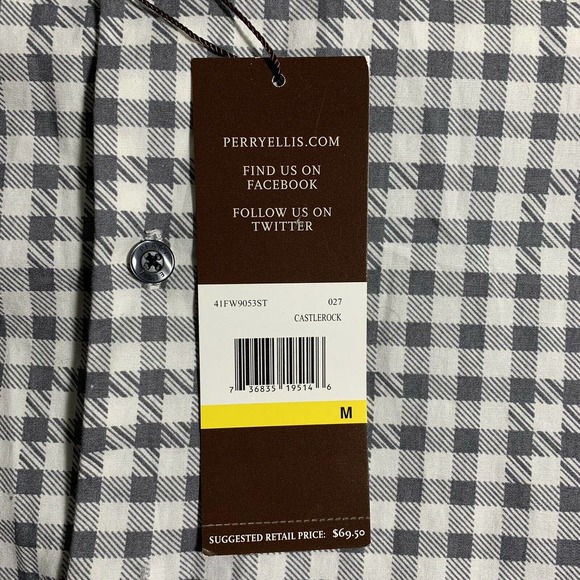 PERRYELLIS.COM
FIND US ON
FACEBOOK
FOLLOW US ON
TWITTER
41FW9053ST 027
CASTLEROCK
7 36835 19514 6
M
SUGGESTED RETAIL PRICE: $69.50